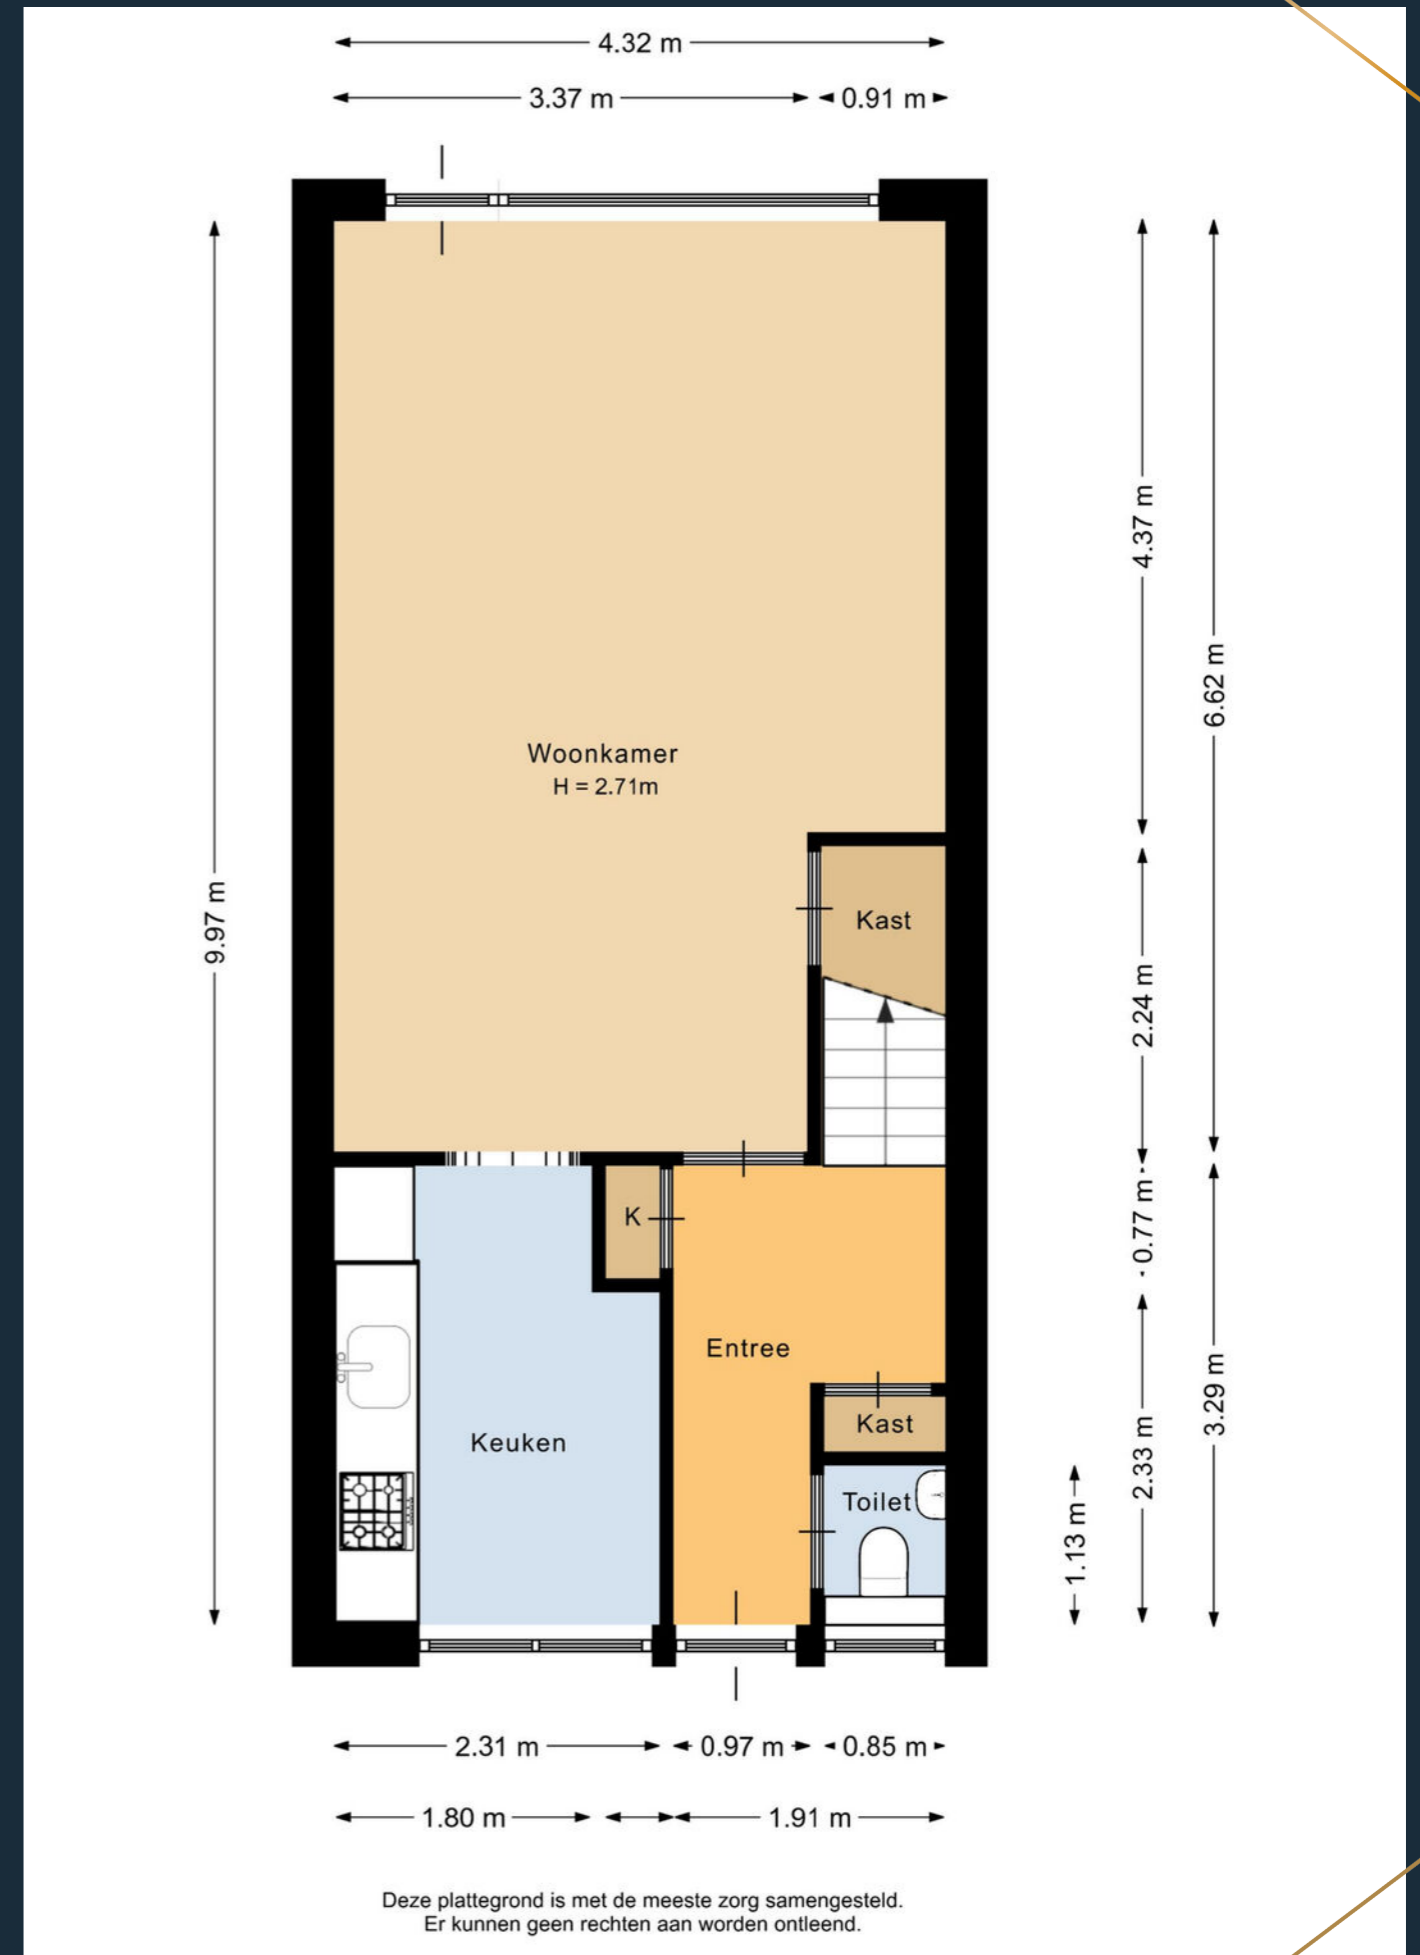 4.32 m
3.37 m
0.91 m
4.37 m
6.62 m
Woonkamer
H = 2.71m
9.97 m
Kast
2.24 m
K
0.77 m
Entree
3.29 m
Kast
Keuken
2.33 m
Toilet
1.13 m
2.31 m
0.97 m
0.85 m
1.80 m
1.91 m
Deze plattegrond is met de meeste zorg samengesteld.
Er kunnen geen rechten aan worden ontleend.